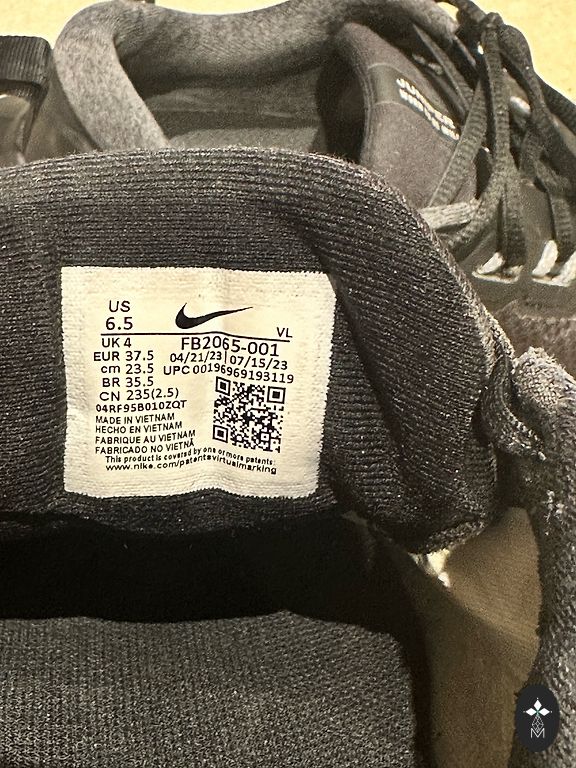 US
6.5
VL
UK 4
FB2065-001
EUR 37.5
04/21/23 | 07/15/23
cm 23.5
UPC 00196969193119
BR 35.5
CN 235(2.5)
04RF95B010ZQT
MADE IN VIETNAM
HECHO EN VIETNAM
FABRIQUE AU VIETNAM
FABRICADO NO VIETNÃ
This product is covered by one or more patents:
www.nike.com/patentsvirtualmarking
M